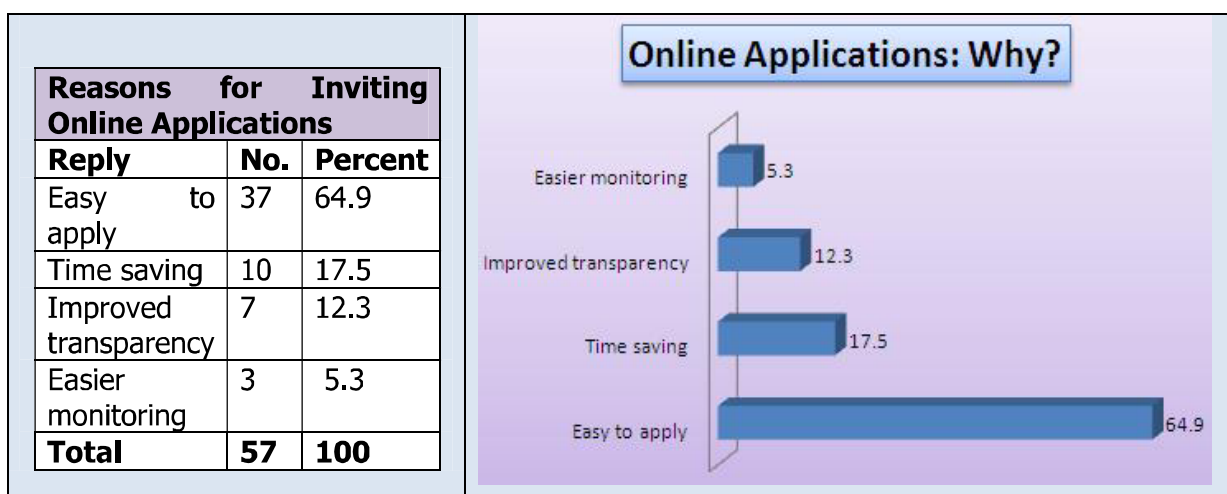 Reasons for Inviting
Online Applications
Reply No. Percent
Easy to 37 64.9
apply
Time saving 10 17.5
Improved 7 12.3
transparency
Easier 3 5.3
monitoring
Total 57 100
Online Applications: Why?
Easier monitoring 5.3
Improved transparency 12.3
Time saving 17.5
Easy to apply 64.9